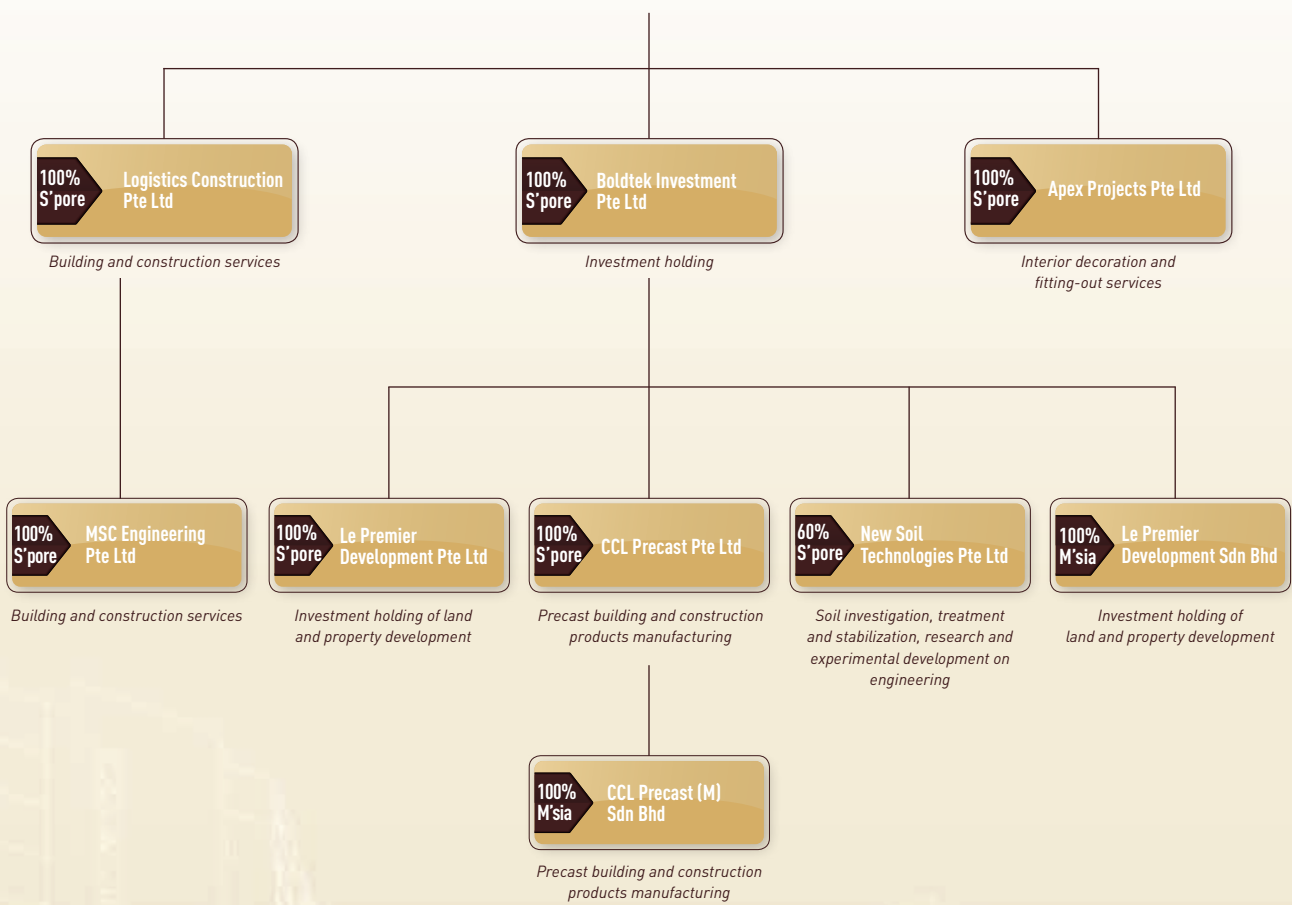 100%
S'pore
Logistics Construction
Pte Ltd
Building and construction services
100%
S'pore
Boldtek Investment
Pte Ltd
Investment holding
100%
S'pore
Apex Projects Pte Ltd
Interior decoration and
fitting-out services
100%
S'pore
MSC Engineering
Pte Ltd
Building and construction services
100%
S'pore
Le Premier
Development Pte Ltd
Investment holding of land
and property development
100%
S'pore
CCL Precast Pte Ltd
Precast building and construction
products manufacturing
60%
S'pore
New Soil
Technologies Pte Ltd
Soil investigation, treatment
and stabilization, research and
experimental development on
engineering
100%
M'sia
Le Premier
Development Sdn Bhd
Investment holding of
land and property development
100%
M'sia
CCL Precast (M)
Sdn Bhd
Precast building and construction
products manufacturing